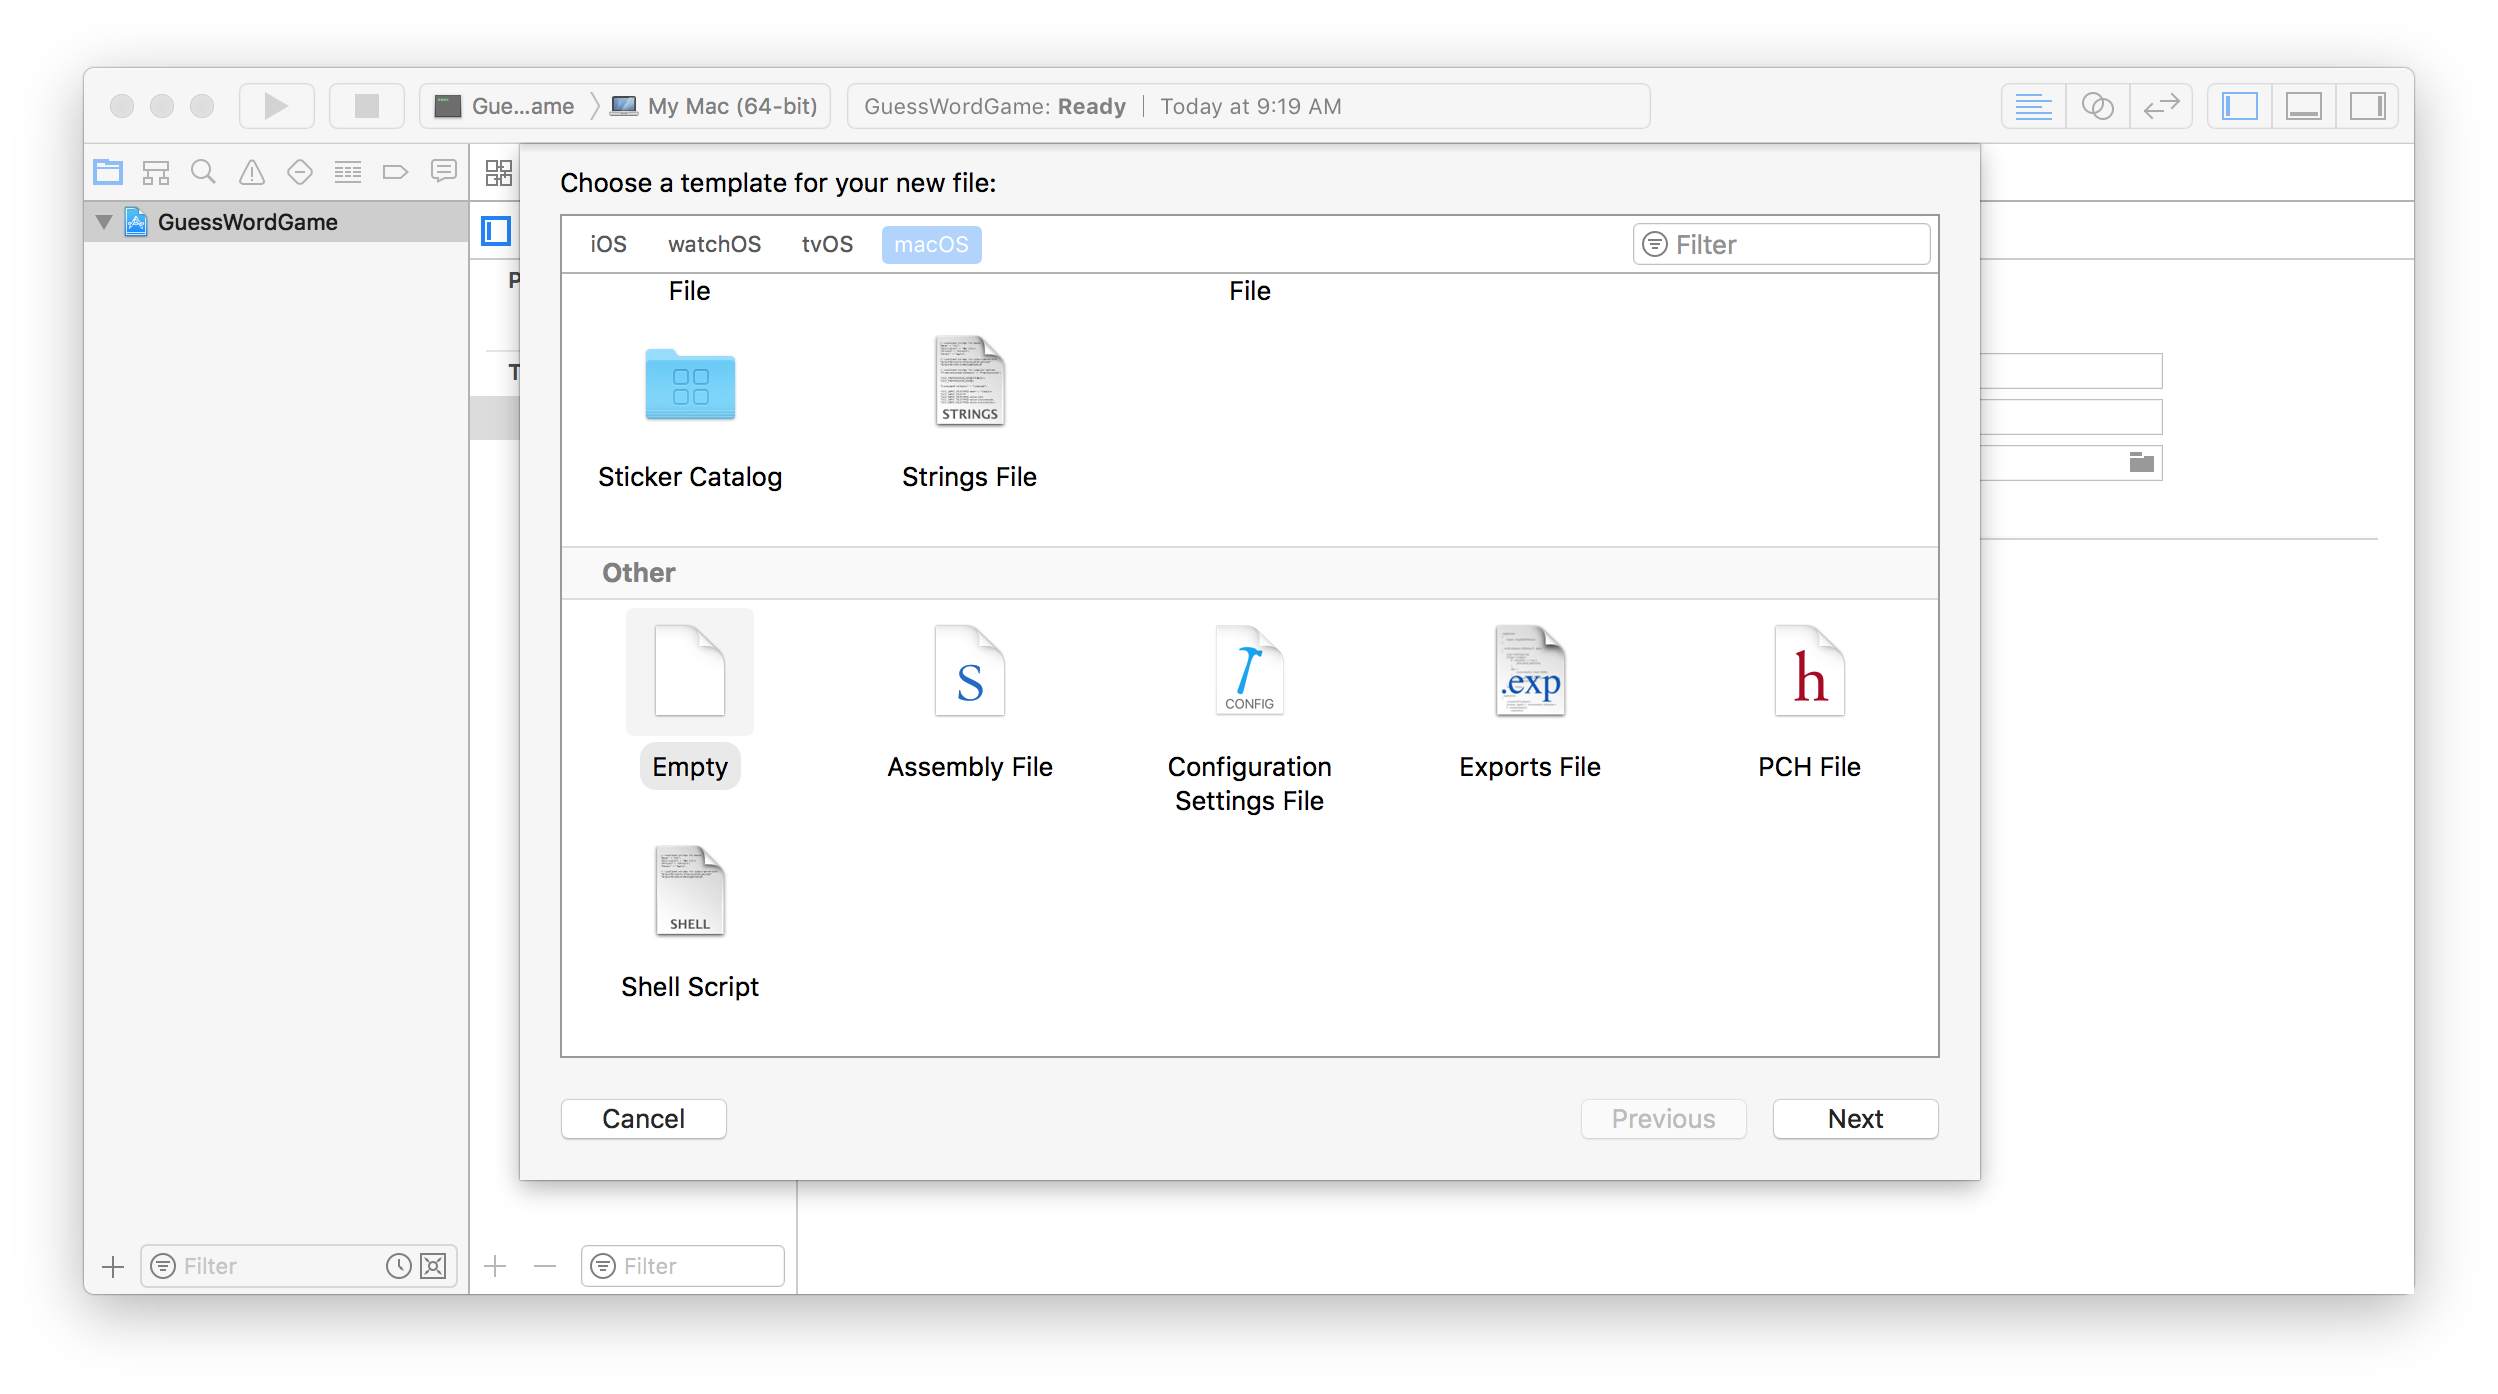 Gue...ame
My Mac (64-bit)
GuessWordGame: Ready
Today at 9:19 AM
GuessWordGame
P
T
Choose a template for your new file:
iOS
watchOS
tvOS
macOS
Filter
File
File
STRINGS
Sticker Catalog
Strings File
Other
S
CONFIG
.exp
h
Empty
Assembly File
Configuration
Settings File
Exports File
PCH File
SHELL
Shell Script
Cancel
Previous
Next
Filter
Filter